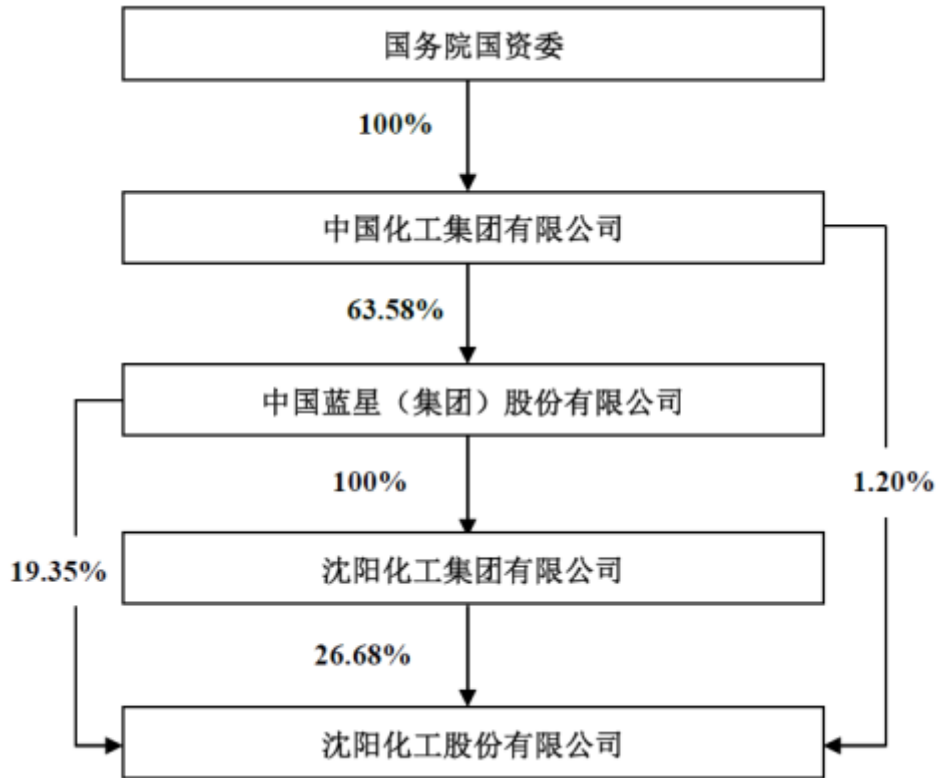 国务院国资委
100%
中国化工集团有限公司
63.58%
中国蓝星（集团）股份有限公司
100%
1.20%
19.35%
沈阳化工集团有限公司
26.68%
沈阳化工股份有限公司